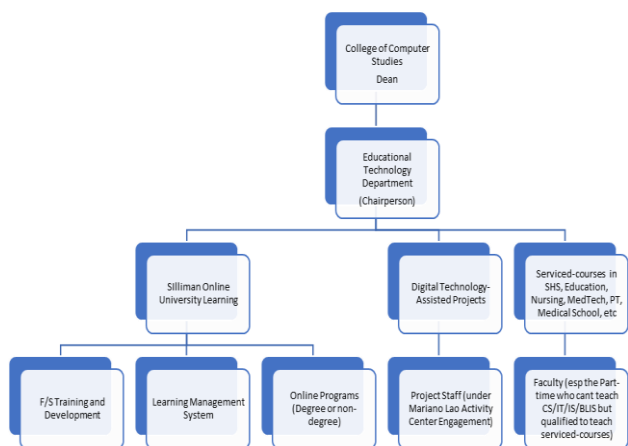 College of Computer
Studies
Dean
Educational
Technology
Department
(Chairperson)
SIlliman Online
University Learning
Digital Technology-
Assisted Projects
Serviced-courses in
SHS, Education,
Nursing, MedTech, PT,
Medical School, etc
F/S Training and
Development
Learning Management
System
Online Programs
(Degree or non-
degree)
Project Staff (under
Mariano Lao Activity
Center Engagement)
Faculty (esp the Part-
time who cant teach
CS/IT/IS/BLIS but
qualified to teach
serviced-courses)